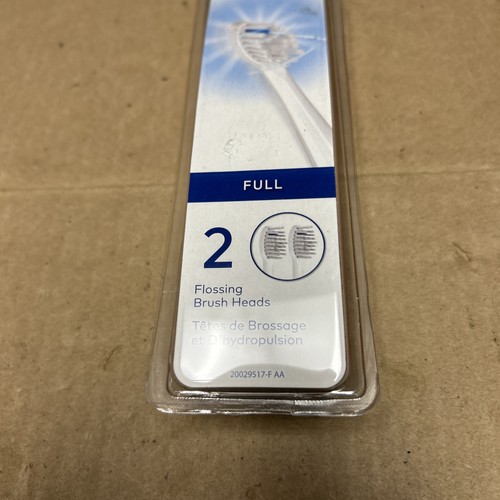 FULL
2
Flossing
Brush Heads
Têtes de Brossage
et D'hydropulsion
20029517-F AA